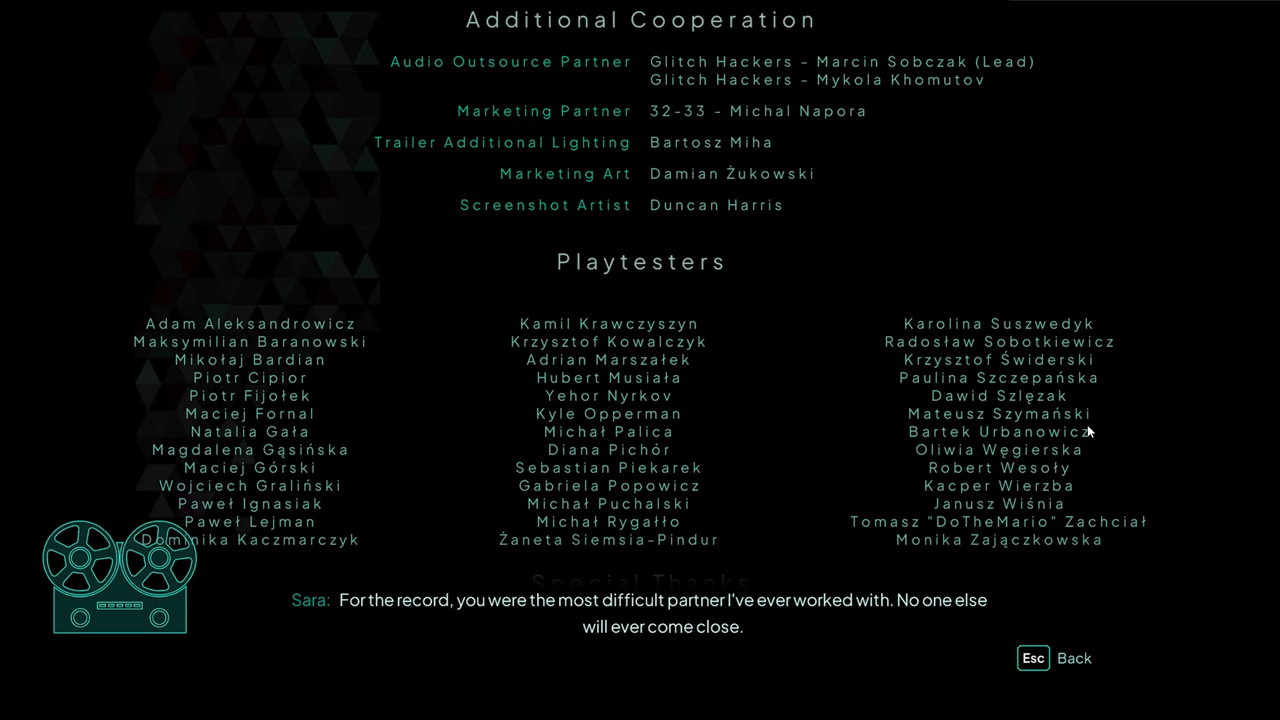 Additional Cooperation
Audio Outsource Partner Glitch Hackers - Marcin Sobczak (Lead)
Glitch Hackers - Mykola Khomutov
Marketing Partner 32-33 - Michal Napora
Trailer Additional Lighting Bartosz Miha
Marketing Art Damian Żukowski
Screenshot Artist Duncan Harris
Playtesters
Adam Aleksandrowicz Kamil Krawczyszyn Karolina Suszwedyk
Maksymilian Baranowski Krzysztof Kowalczyk Radosław Sobotkiewicz
Mikołaj Bardian Adrian Marszałek Krzysztof Świderski
Piotr Cipior Hubert Musiała Paulina Szczepańska
Piotr Fijołek Yehor Nyrkov Dawid Szlęzak
Maciej Fornal Kyle Opperman Mateusz Szymański
Natalia Gała Michał Palica Bartek Urbanowicz
Magdalena Gąsińska Diana Pichór Oliwia Węgierska
Maciej Górski Sebastian Piekarek Robert Wesoły
Wojciech Graliński Gabriela Popowicz Kacper Wierzba
Paweł Ignasiak Michał Puchalski Janusz Wiśnia
Paweł Lejman Michał Rygałło Tomasz "DoTheMario" Zachciał
Dominika Kaczmarczyk Żaneta Siemsia-Pindur Monika Zajączkowska
Special Thanks
Sara: For the record, you were the most difficult partner I've ever worked with. No one else
will ever come close.
Esc Back